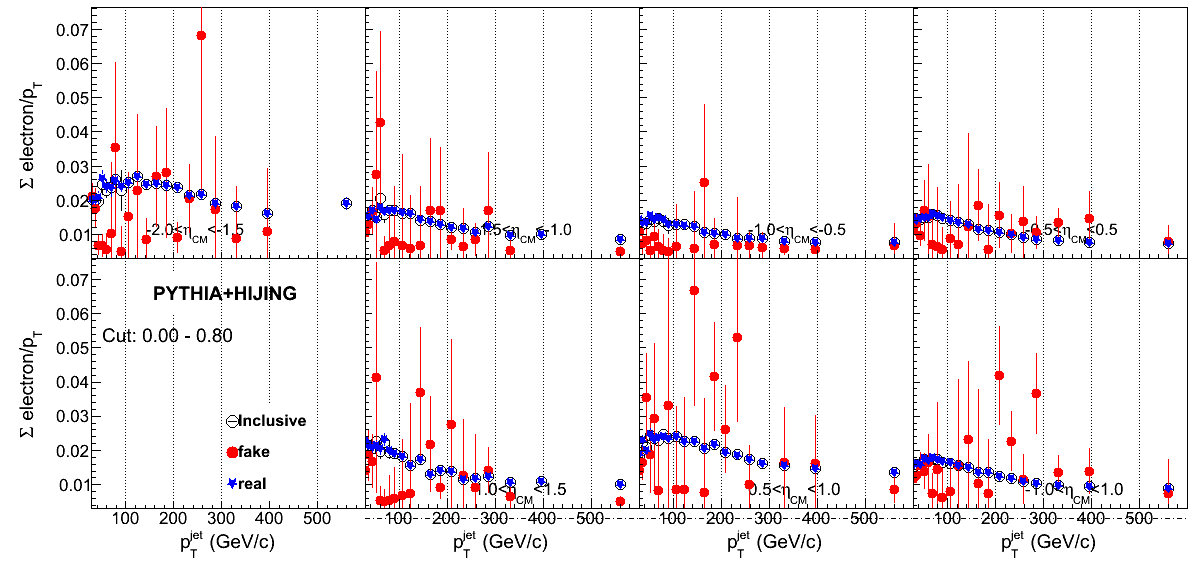 0.07
0.06
0.05
0.04
0.03
0.02
0.01
Σ electron/p_T
-2.0<η_CM <-1.5
5<η_CM <-1.0
-1.0<η_CM <-0.5
-0.5<η_CM <0.5
0.07
0.06
0.05
0.04
0.03
0.02
0.01
Σ electron/p_T
PYTHIA+HIJING
Cut: 0.00 - 0.80
Inclusive
fake
real
.0<η_CM <1.5
0.5<η_CM <1.0
-1.0<η_CM <1.0
100 200 300 400 500
100 200 300 400 500
100 200 300 400 500
100 200 300 400 500
p_T^jet (GeV/c)
p_T^jet (GeV/c)
p_T^jet (GeV/c)
p_T^jet (GeV/c)